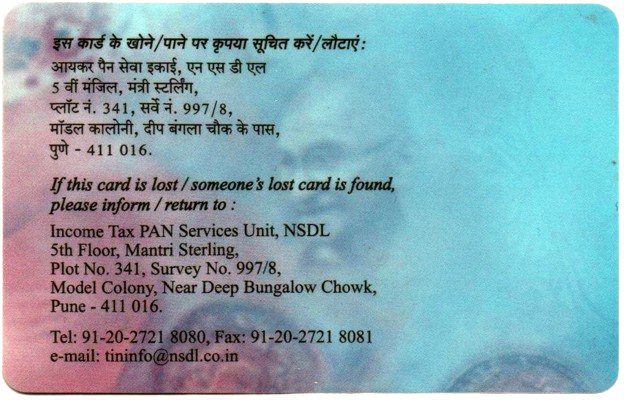 इस कार्ड के खोने/पाने पर कृपया सूचित करें/लौटाएं:
आयकर पैन सेवा इकाई, एन एस डी एल
5 वीं मंजिल, मंत्री स्टर्लिंग,
प्लॉट नं. 341, सर्वे नं. 997/8,
मॉडल कालोनी, दीप बंगला चौक के पास,
पुणे - 411 016.
If this card is lost / someone's lost card is found,
please inform / return to :
Income Tax PAN Services Unit, NSDL
5th Floor, Mantri Sterling,
Plot No. 341, Survey No. 997/8,
Model Colony, Near Deep Bungalow Chowk,
Pune - 411 016.
Tel: 91-20-2721 8080, Fax: 91-20-2721 8081
e-mail: tininfo@nsdl.co.in